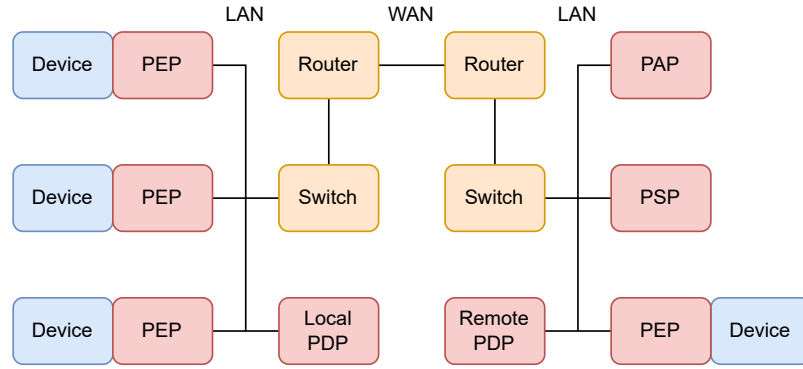 LAN WAN LAN
Device PEP Router Router PAP
Device PEP Switch Switch PSP
Device PEP Local PDP Remote PDP PEP Device